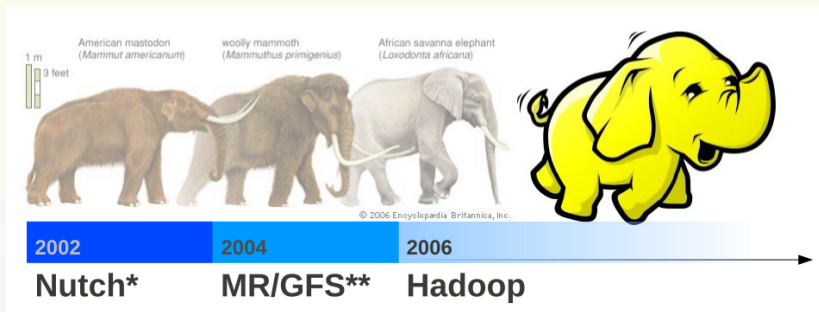 American mastodon
(Mammut americanum)
woolly mammoth
(Mammuthus primigenius)
African savanna elephant
(Loxodonta africana)
1 m
3 feet
© 2006 Encyclopædia Britannica, Inc.
2002
2004
2006
Nutch*
MR/GFS**
Hadoop